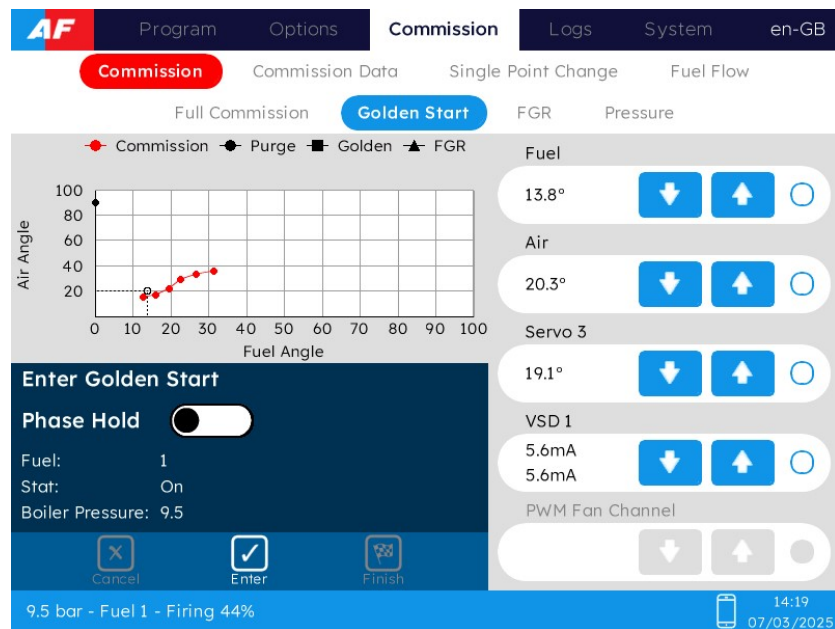 AF Program Options Commission Logs System en-GB
Commission Commission Data Single Point Change Fuel Flow
Full Commission Golden Start FGR Pressure
Commission Purge Golden FGR
100
80
60
40
20
Air Angle
0 10 20 30 40 50 60 70 80 90 100
Fuel Angle
Enter Golden Start
Phase Hold
Fuel: 1
Stat: On
Boiler Pressure: 9.5
Cancel Enter Finish
Fuel
13.8°
Air
20.3°
Servo 3
19.1°
VSD 1
5.6mA
5.6mA
PWM Fan Channel
9.5 bar - Fuel 1 - Firing 44%
14:19
07/03/2025